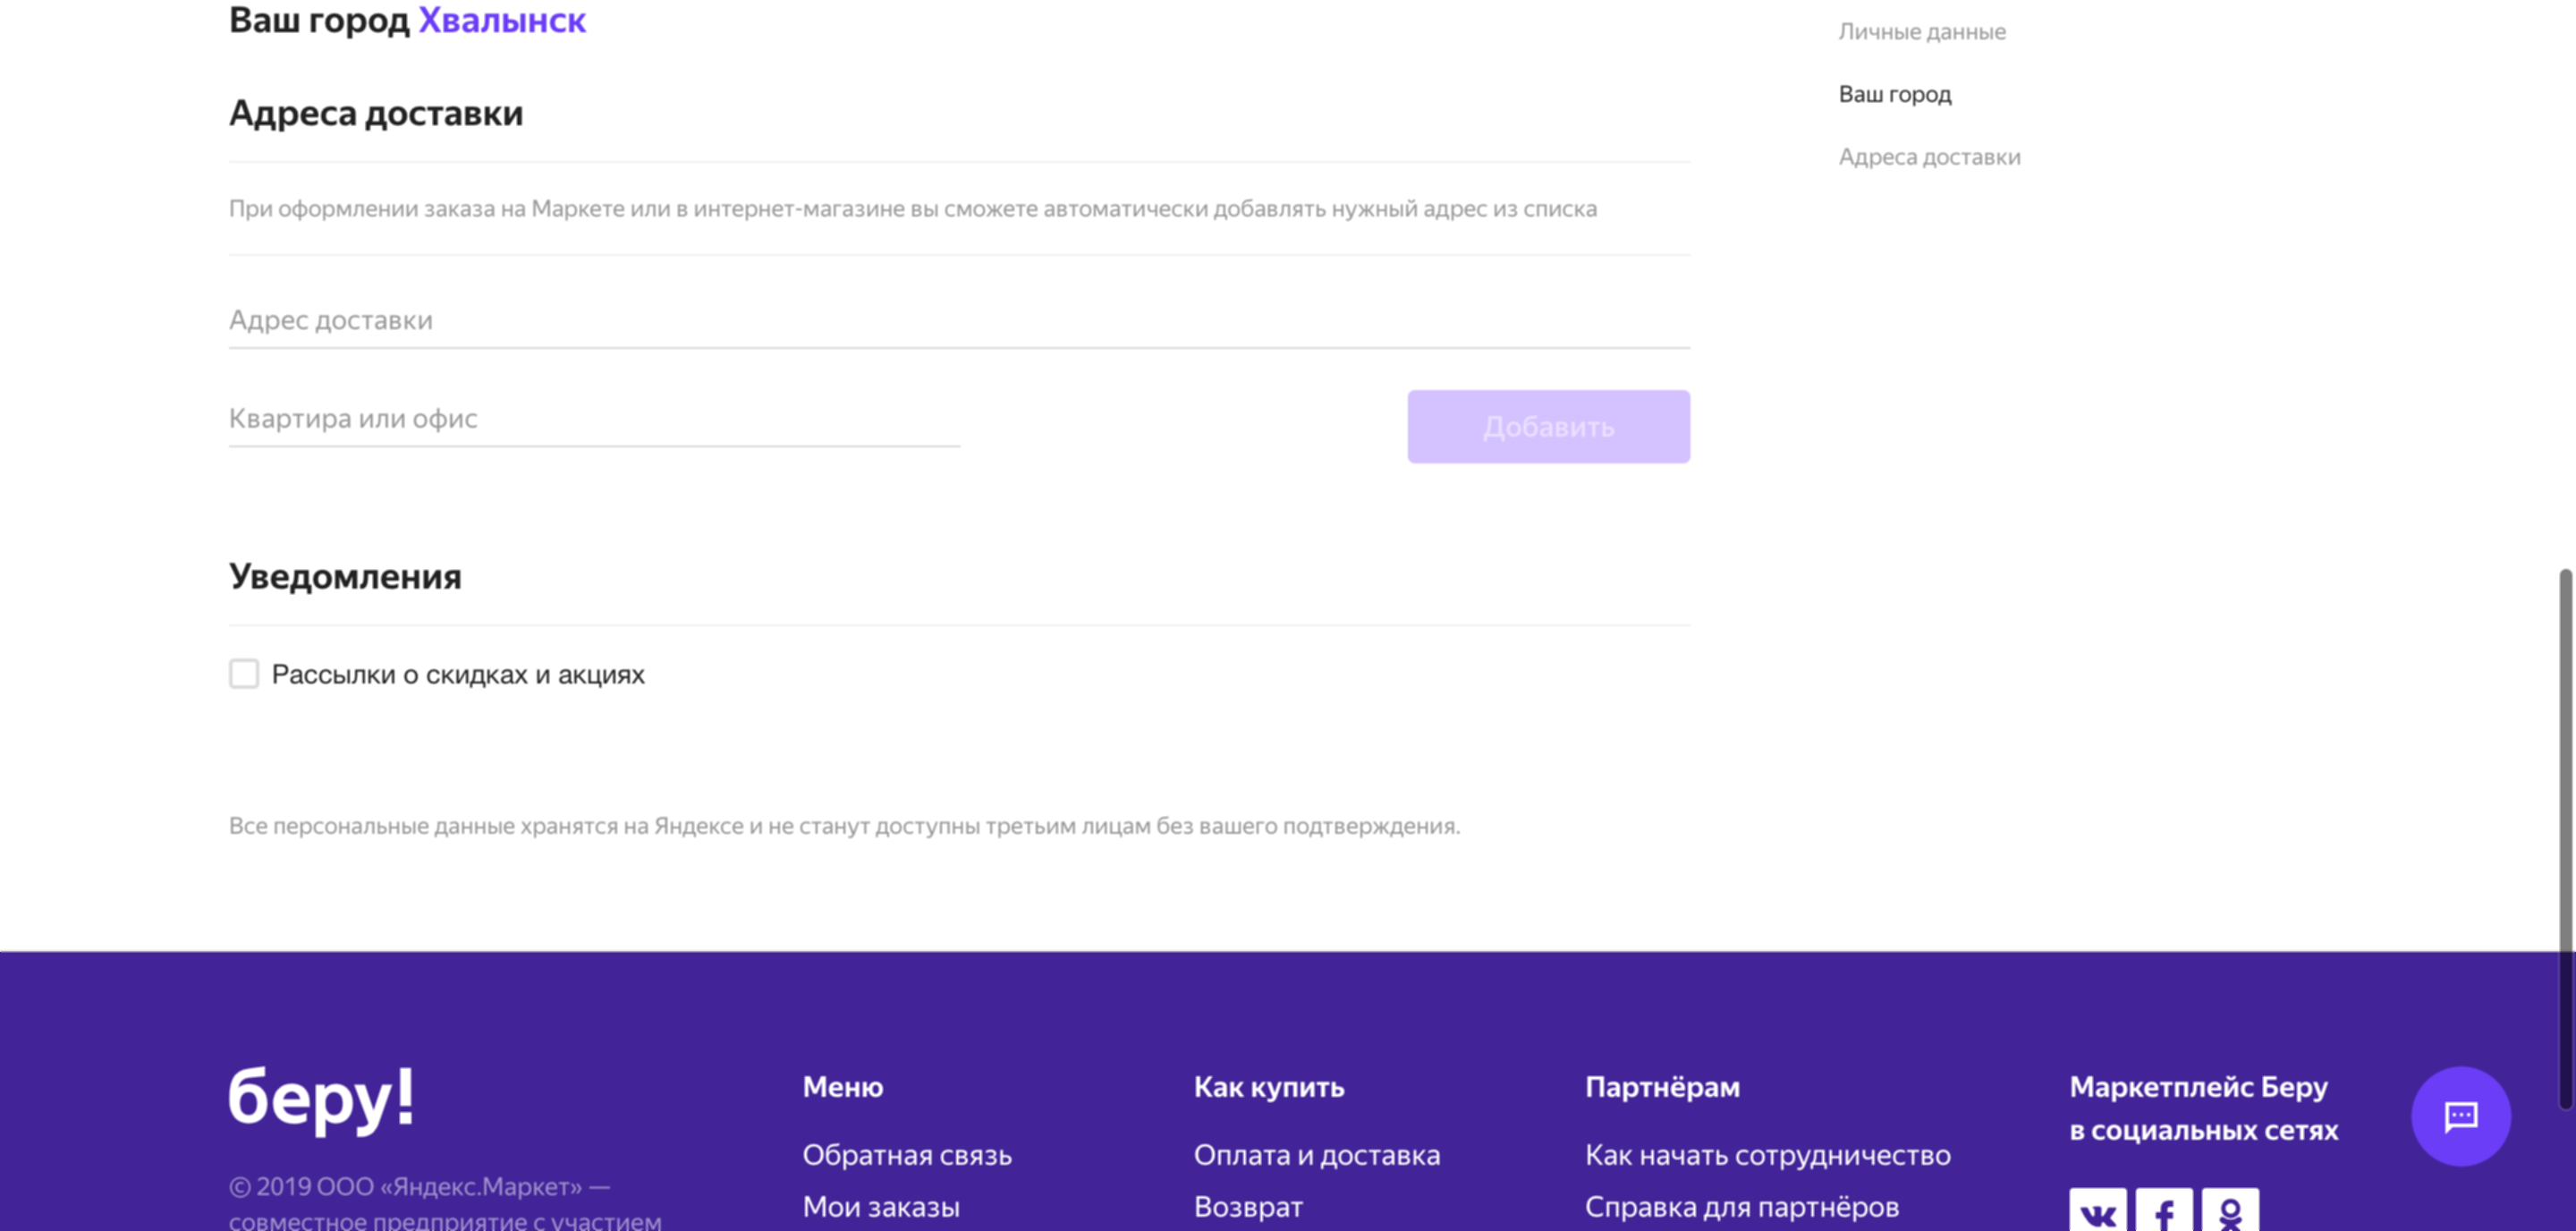 Ваш город Хвалынск
Адреса доставки
При оформлении заказа на Маркете или в интернет-магазине вы сможете автоматически добавлять нужный адрес из списка
Адрес доставки
Квартира или офис
Добавить
Уведомления
Рассылки о скидках и акциях
Все персональные данные хранятся на Яндексе и не станут доступны третьим лицам без вашего подтверждения.
Личные данные
Ваш город
Адреса доставки
беру!
© 2019 ООО «Яндекс.Маркет» —
совместное предприятие с участием
Меню
Обратная связь
Мои заказы
Как купить
Оплата и доставка
Возврат
Партнёрам
Как начать сотрудничество
Справка для партнёров
Маркетплейс Беру
в социальных сетях